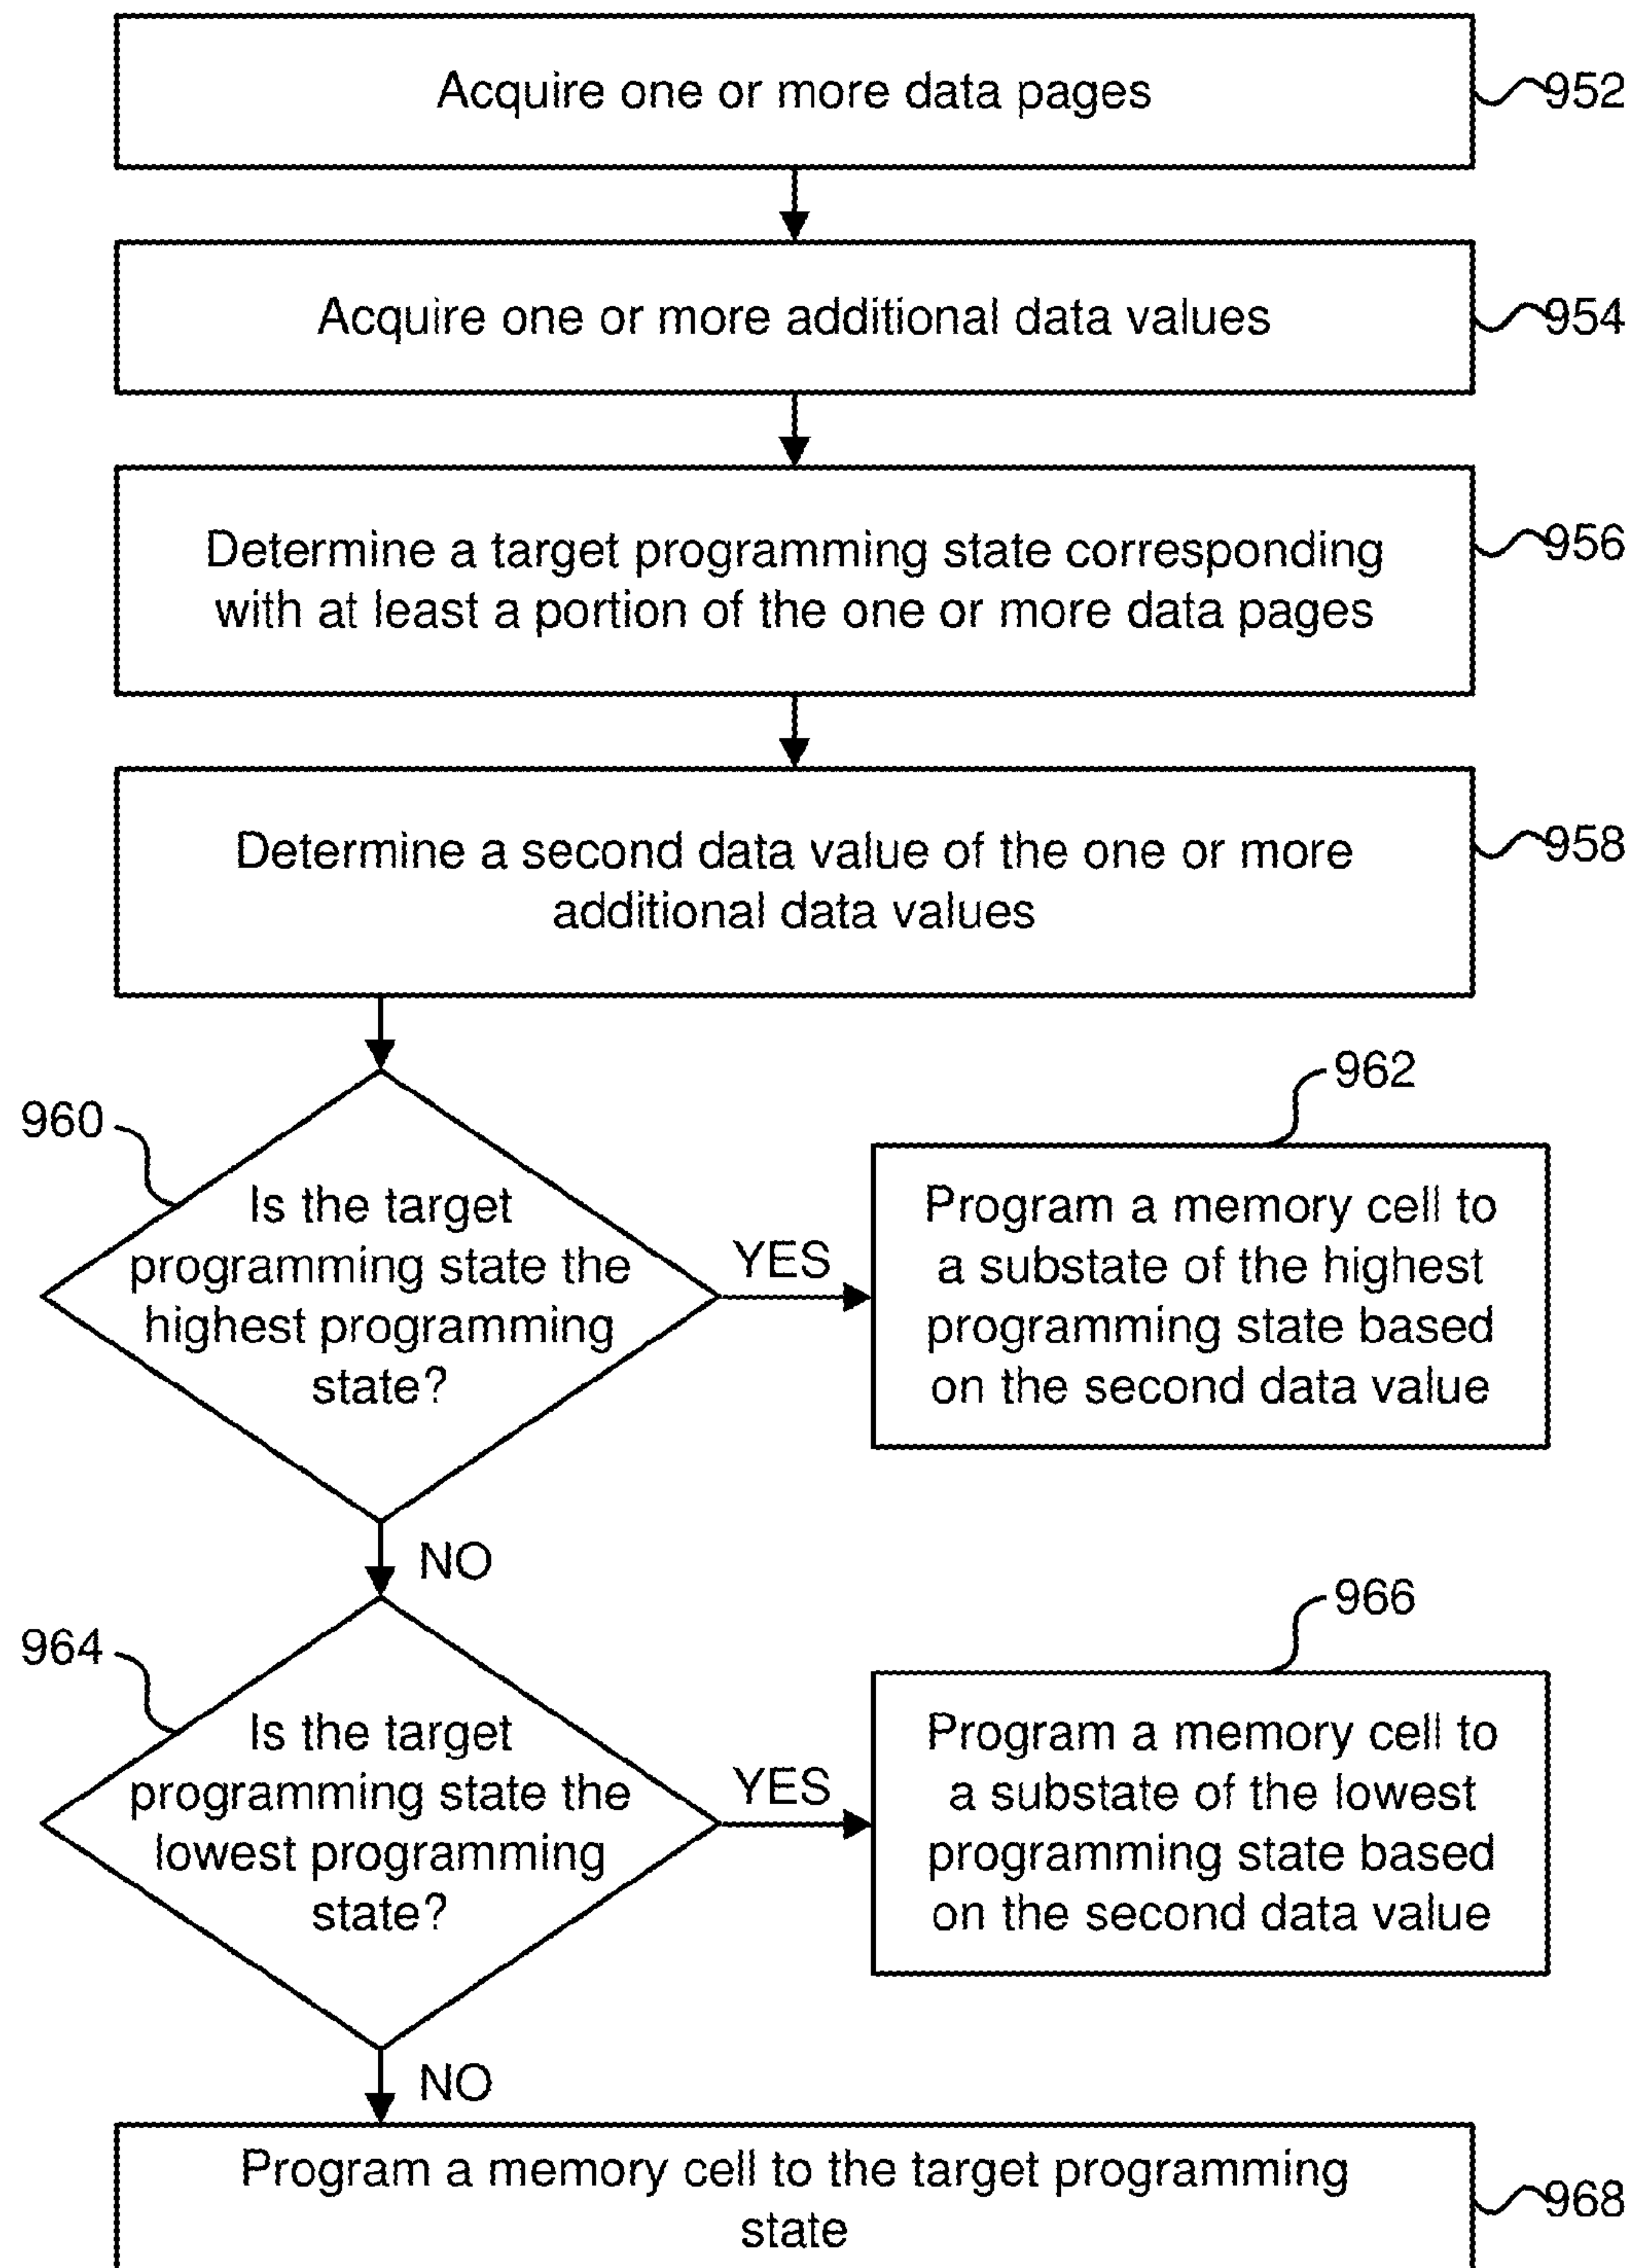 Acquire one or more data pages
952
Acquire one or more additional data values
954
Determine a target programming state corresponding
with at least a portion of the one or more data pages
956
Determine a second data value of the one or more
additional data values
958
960
Is the target
programming state the
highest programming
state?
YES
962
Program a memory cell to
a substate of the highest
programming state based
on the second data value
NO
964
Is the target
programming state the
lowest programming
state?
YES
966
Program a memory cell to
a substate of the lowest
programming state based
on the second data value
NO
Program a memory cell to the target programming
state
968